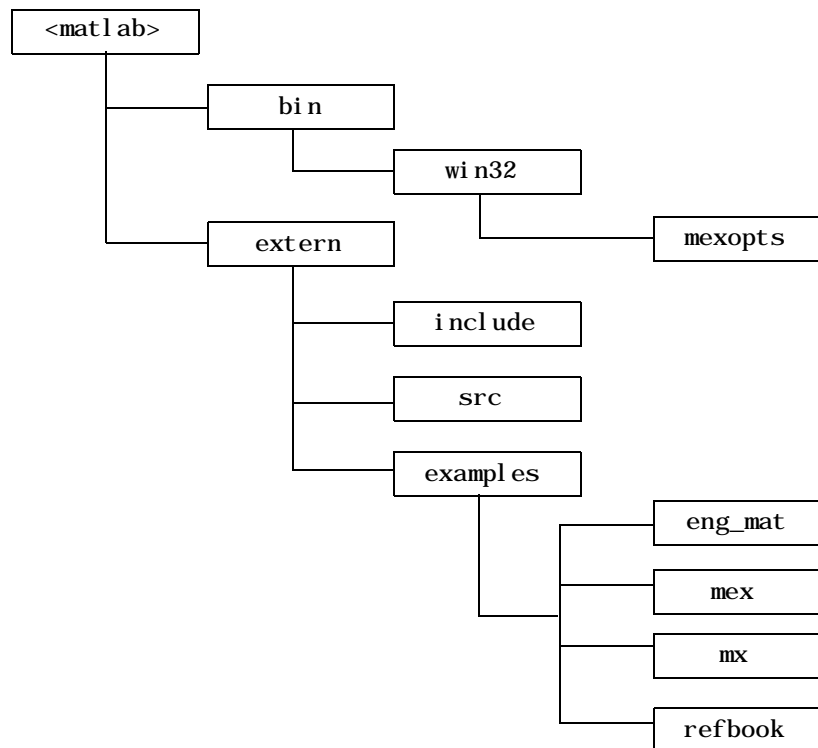 <matlab>
bin
win32
mexopts
extern
include
src
examples
eng_mat
mex
mx
refbook